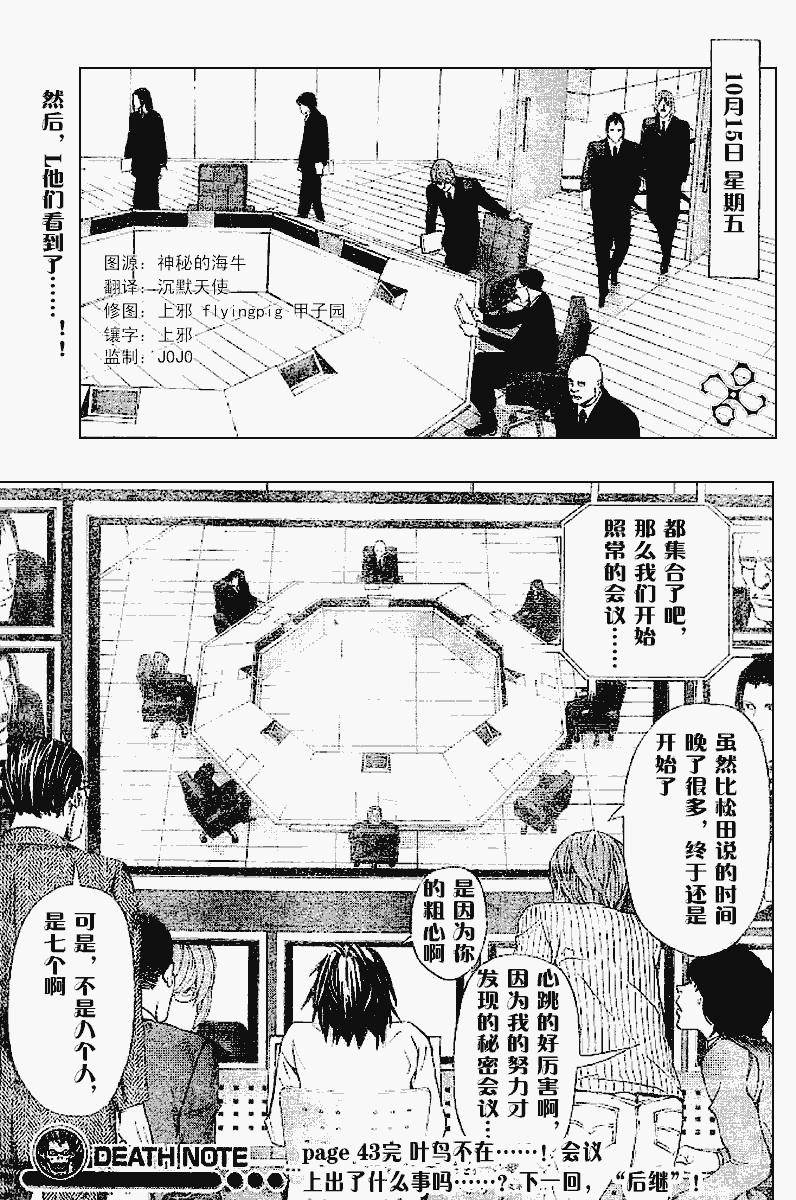 10月15日 星期五
然后，L他们看到了……！！
图源：神秘的海牛
翻译：沉默天使
修图：上邪 flyingpig 甲子园
镶字：上邪
监制：JOJO
都集合了吧，
那么我们开始
照常的会议……
虽然比松田说的时间
晚了很多，终于还是
开始了
是因为你
的粗心啊
心跳的好厉害啊，
因为我的努力才
发现的秘密会议…
可是，不是八个人，
是七个啊
DEATH NOTE
page 43完 叶鸟不在……！会议
上出了什么事吗……？下一回，“后继”！